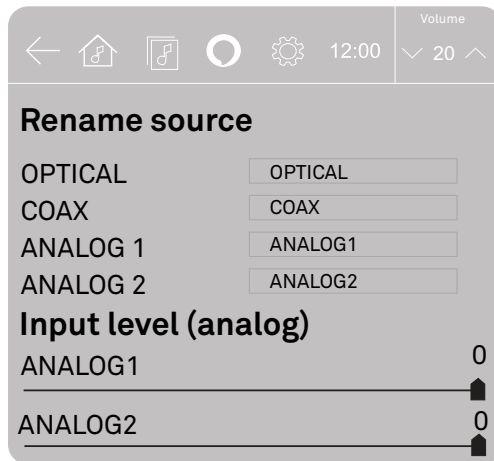 Volume
12:00 20
Rename source
OPTICAL OPTICAL
COAX COAX
ANALOG 1 ANALOG1
ANALOG 2 ANALOG2
Input level (analog)
ANALOG1 0
ANALOG2 0